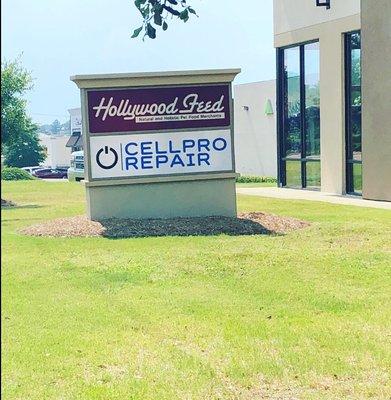 Hollywood Feed
Natural and Holistic Pet Food Merchants
CELLPRO
REPAIR